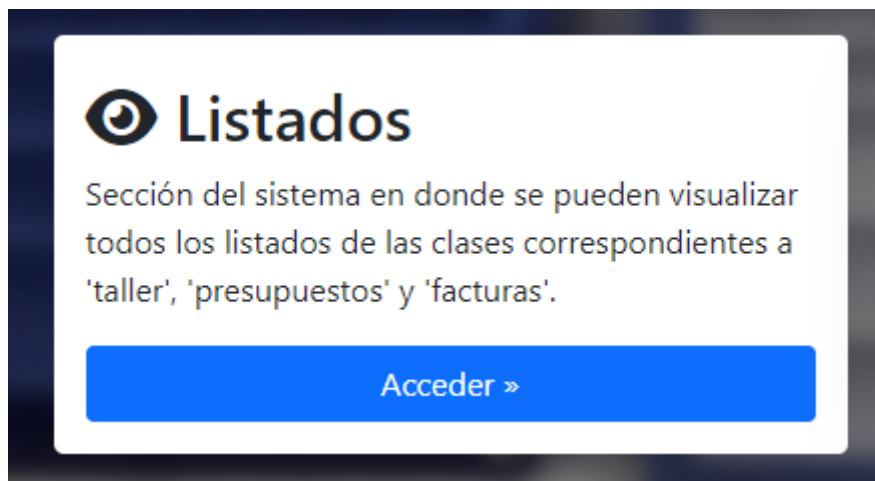 Listados
Sección del sistema en donde se pueden visualizar
todos los listados de las clases correspondientes a
'taller', 'presupuestos' y 'facturas'.
Acceder »